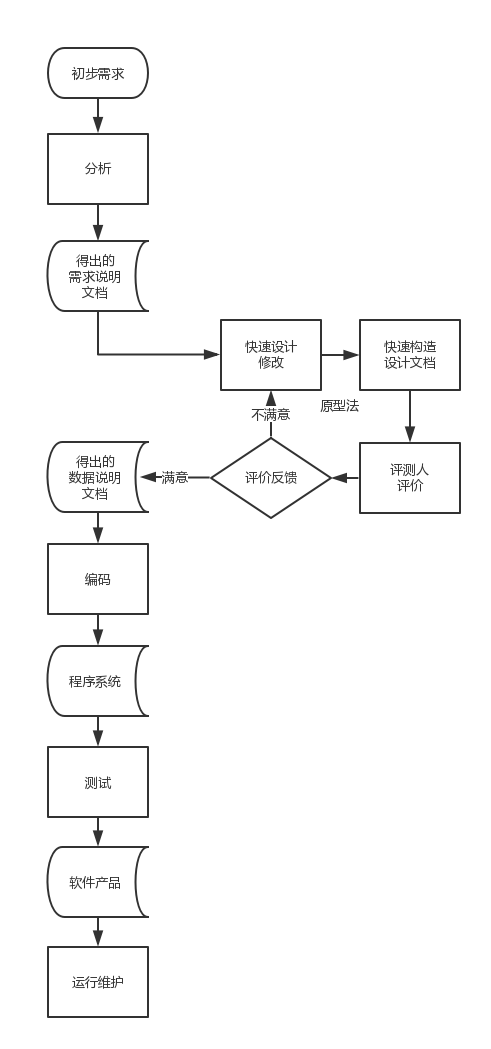 初步需求
分析
得出的
需求说明
文档
快速设计
修改
快速构造
设计文档
不满意
原型法
得出的
数据说明
文档
满意
评价反馈
评测人
评价
编码
程序系统
测试
软件产品
运行维护